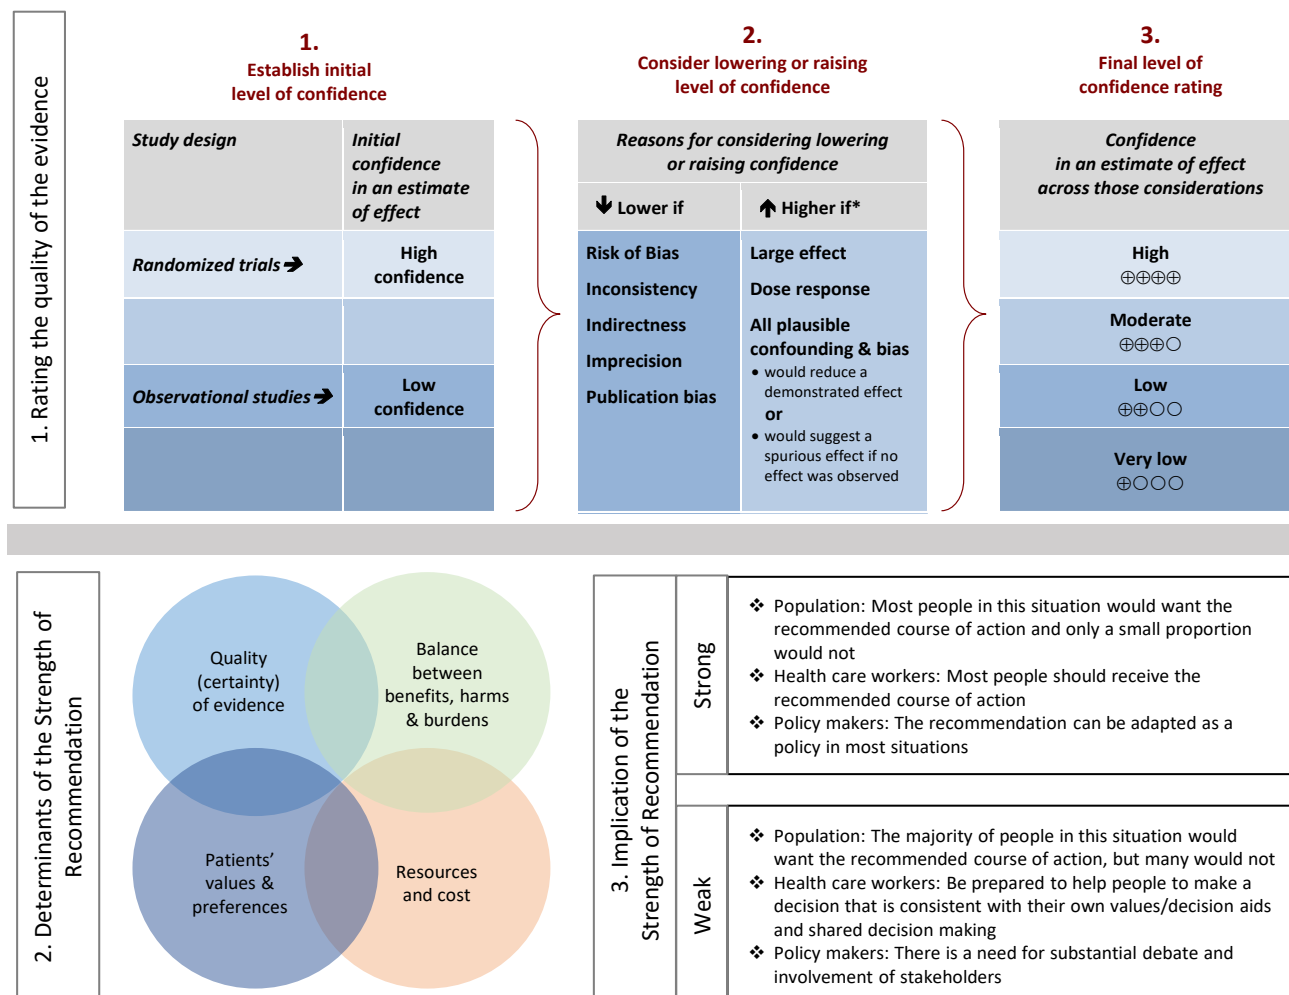 1. Rating the quality of the evidence
1.
Establish initial
level of confidence
2.
Consider lowering or raising
level of confidence
3.
Final level of
confidence rating
Study design
Initial
confidence
in an estimate
of effect
Randomized trials ➔
High
confidence
Observational studies ➔
Low
confidence
Reasons for considering lowering
or raising confidence
🡻 Lower if
🡹 Higher if*
Risk of Bias
Inconsistency
Indirectness
Imprecision
Publication bias
Large effect
Dose response
All plausible
confounding & bias
• would reduce a
demonstrated effect
or
• would suggest a
spurious effect if no
effect was observed
Confidence
in an estimate of effect
across those considerations
High
⊕⊕⊕⊕
Moderate
⊕⊕⊕○
Low
⊕⊕○○
Very low
⊕○○○
2. Determinants of the Strength of
Recommendation
Quality
(certainty)
of evidence
Balance
between
benefits, harms
& burdens
Patients’
values &
preferences
Resources
and cost
3. Implication of the
Strength of Recommendation
Strong
❖ Population: Most people in this situation would want the
recommended course of action and only a small proportion
would not
❖ Health care workers: Most people should receive the
recommended course of action
❖ Policy makers: The recommendation can be adapted as a
policy in most situations
Weak
❖ Population: The majority of people in this situation would
want the recommended course of action, but many would not
❖ Health care workers: Be prepared to help people to make a
decision that is consistent with their own values/decision aids
and shared decision making
❖ Policy makers: There is a need for substantial debate and
involvement of stakeholders